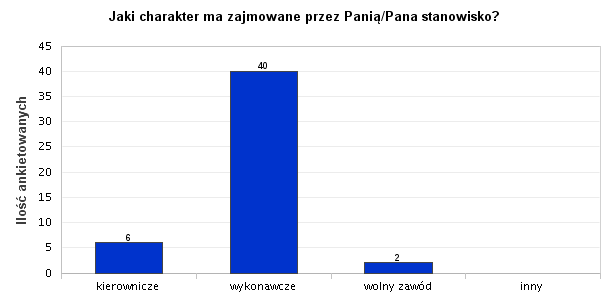 Jaki charakter ma zajmowane przez Panią/Pana stanowisko?
Ilość ankietowanych
45
40
35
30
25
20
15
10
5
0
6
40
2
kierownicze
wykonawcze
wolny zawód
inny